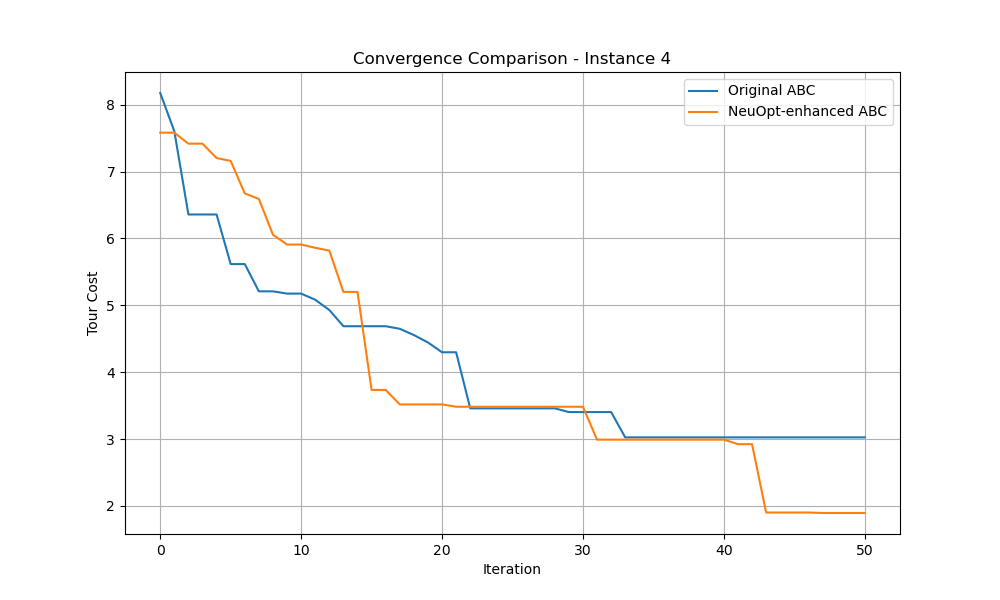 Convergence Comparison - Instance 4
Original ABC
NeuOpt-enhanced ABC
Tour Cost
8
7
6
5
4
3
2
0 10 20 30 40 50
Iteration